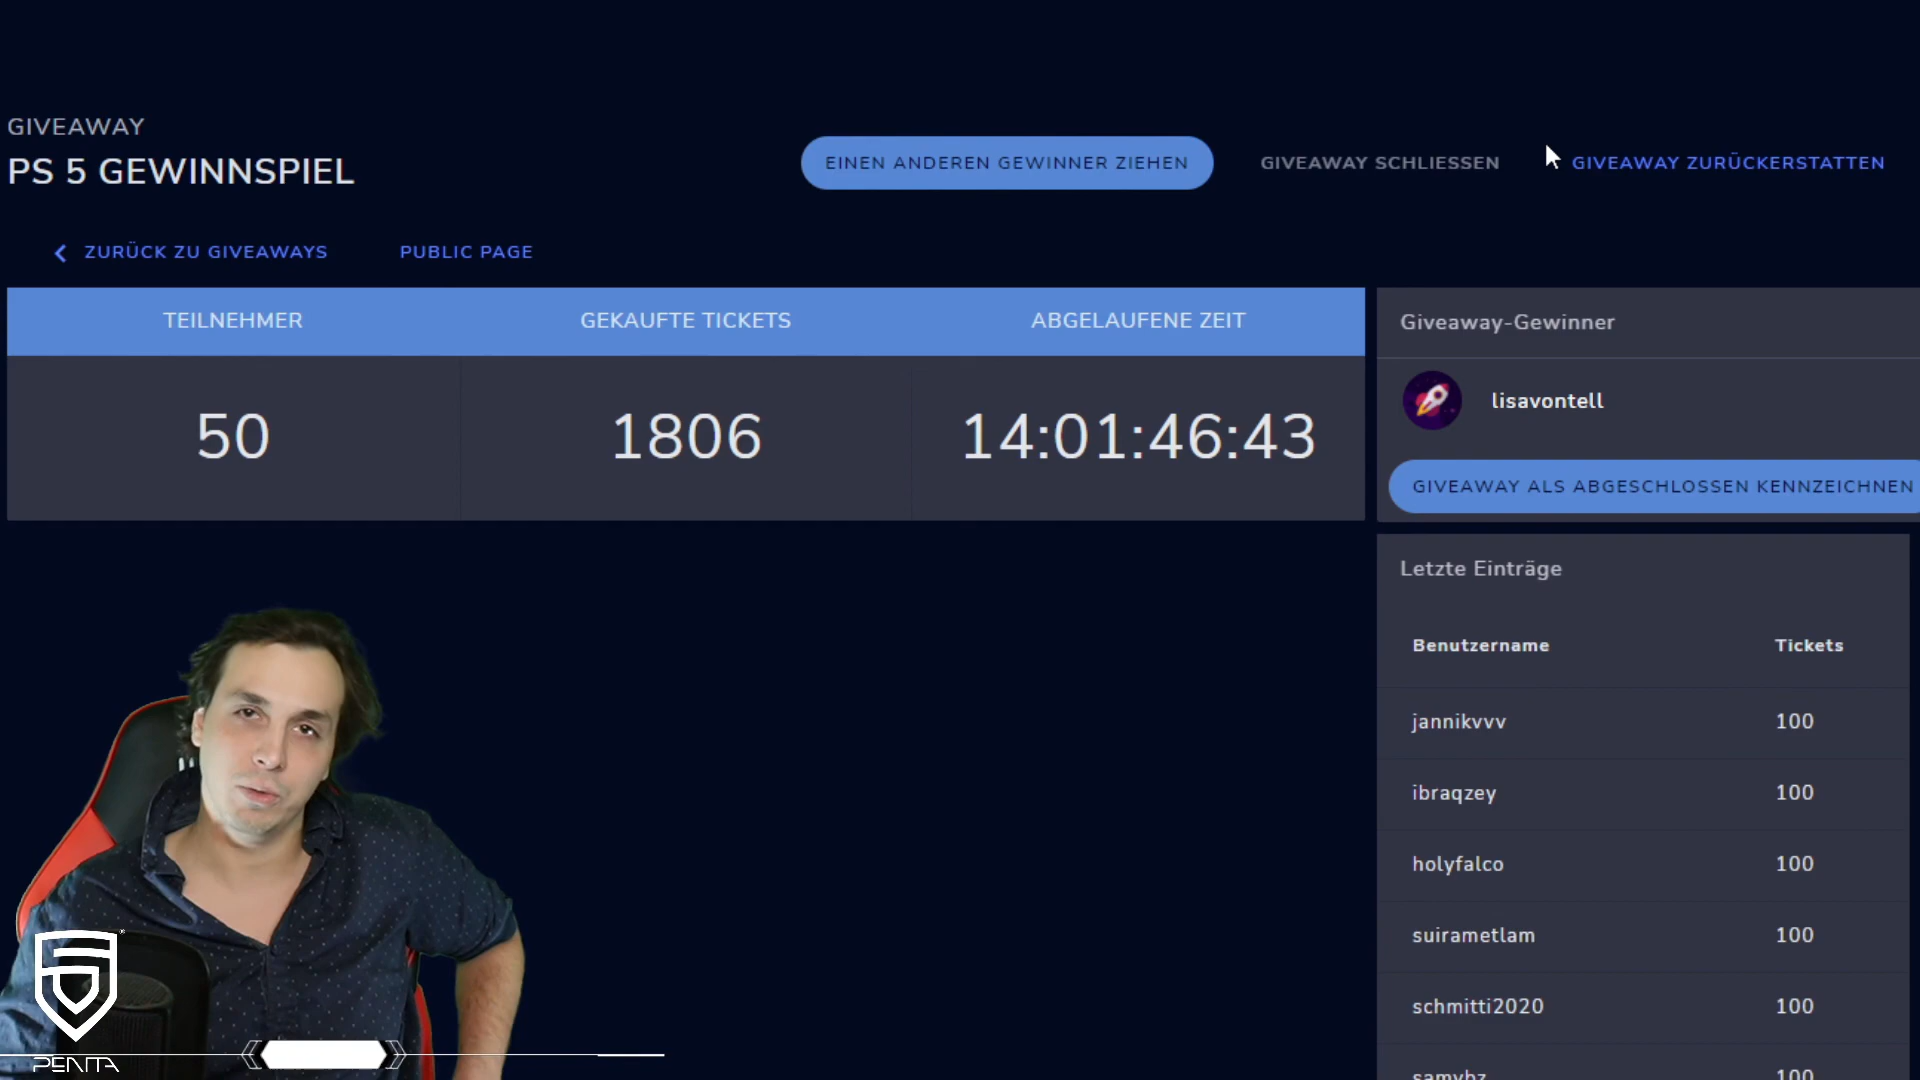 GIVEAWAY
PS 5 GEWINNSPIEL
EINEN ANDEREN GEWINNER ZIEHEN
GIVEAWAY SCHLIESSEN
GIVEAWAY ZURÜCKERSTATTEN
ZURÜCK ZU GIVEAWAYS
PUBLIC PAGE
TEILNEHMER GEKAUFTE TICKETS ABGELAUFENE ZEIT
50 1806 14:01:46:43
Giveaway-Gewinner
lisavontell
GIVEAWAY ALS ABGESCHLOSSEN KENNZEICHNEN
Letzte Einträge
Benutzername Tickets
jannikvvv 100
ibraqzey 100
holyfalco 100
suirametlam 100
schmitti2020 100
100
PENTA